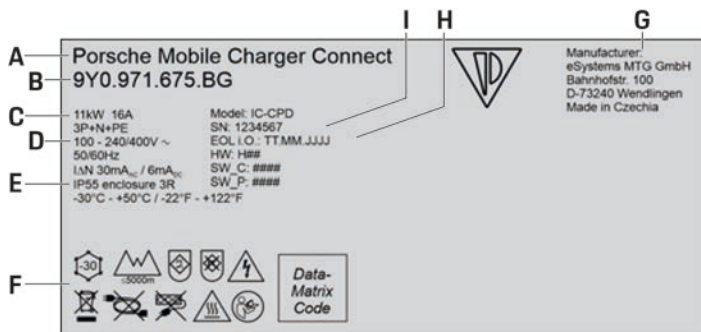 I
H
G
A
Porsche Mobile Charger Connect
B
9Y0.971.675.BG
Manufacturer:
eSystems MTG GmbH
Bahnhofstr. 100
D-73240 Wendlingen
Made in Czechia
C
11kW 16A
3P+N+PE
D
100 - 240/400V ~
50/60Hz
I∆N 30mAAC / 6mADC
E
IP55 enclosure 3R
-30°C - +50°C / -22°F - +122°F
Model: IC-CPD
SN: 1234567
EOL i.O.: TT.MM.JJJJ
HW: H##
SW_C: ####
SW_P: ####
F
-30
≤5000m
2
Data-
Matrix
Code